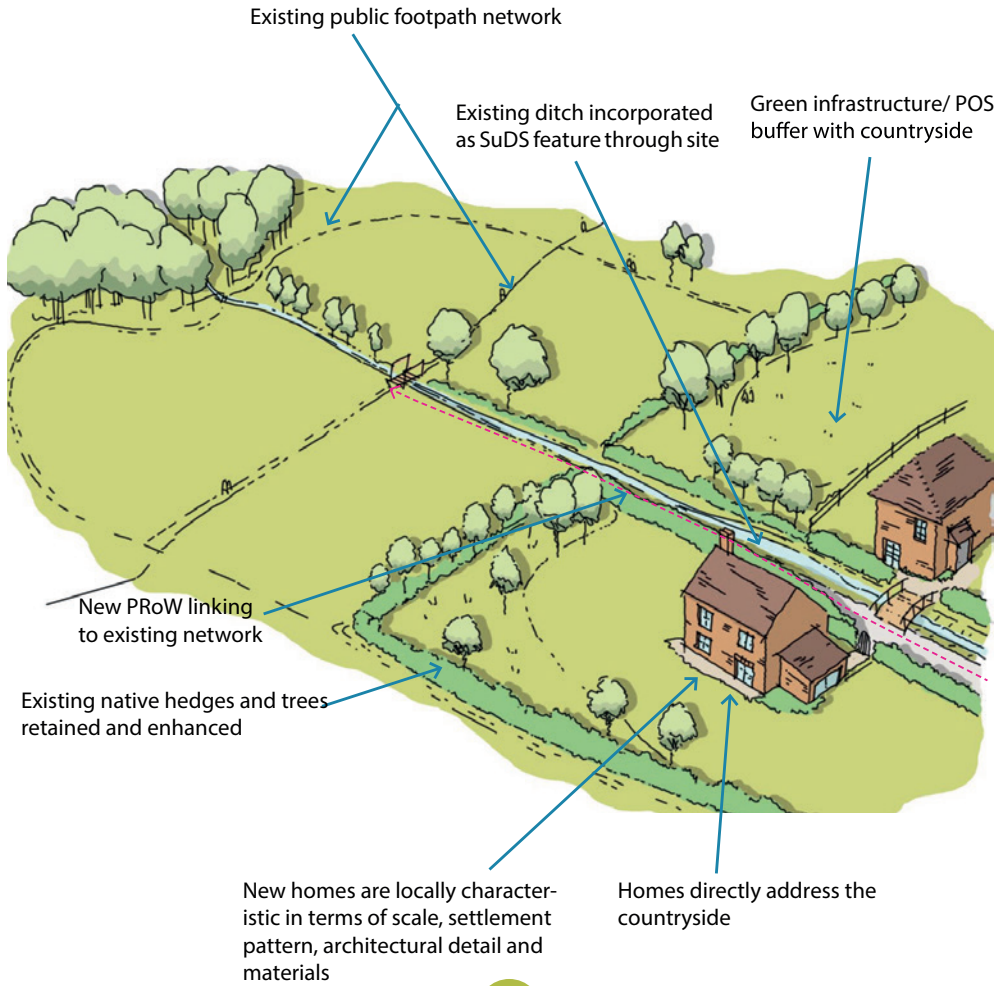 Existing public footpath network
Existing ditch incorporated
as SuDS feature through site
Green infrastructure/ POS
buffer with countryside
New PRoW linking
to existing network
Existing native hedges and trees
retained and enhanced
New homes are locally character-
istic in terms of scale, settlement
pattern, architectural detail and
materials
Homes directly address the
countryside